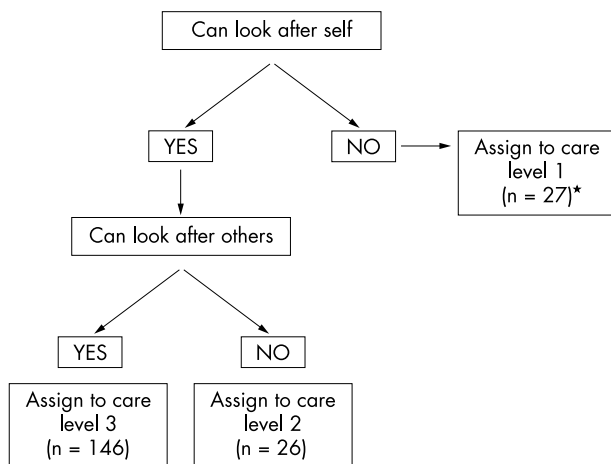 Can look after self
YES
NO
Assign to care
level 1
(n = 27)★
Can look after others
YES
NO
Assign to care
level 3
(n = 146)
Assign to care
level 2
(n = 26)